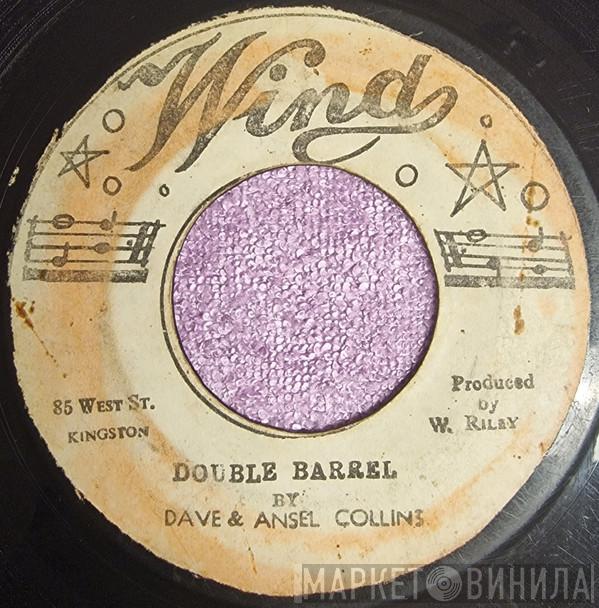 Wind
85 WEST ST.
KINGSTON
Produced
by
W. RILEY
DOUBLE BARREL
BY
DAVE & ANSEL COLLINS
МАРКЕТ ВИНИЛА